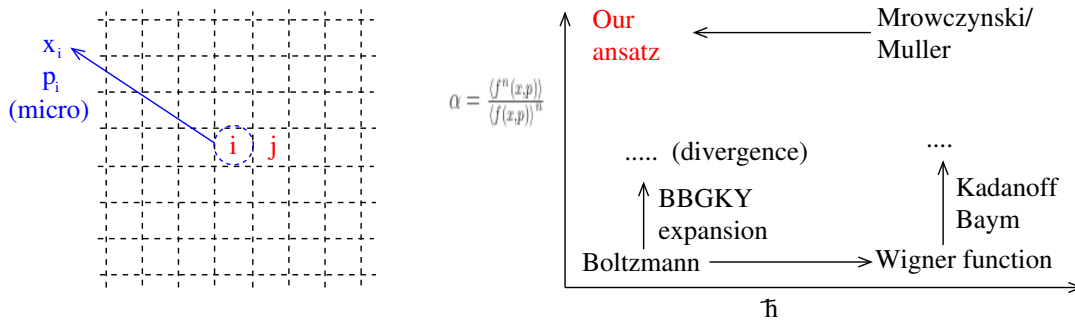 x_i
p_i
(micro)
i j
Our
ansatz
Mrowczynski/
Muller
α = ⟨f^n(x,p)⟩ / ⟨f(x,p)⟩^n
..... (divergence)
....
BBGKY
expansion
Kadanoff
Baym
Boltzmann
Wigner function
ħ